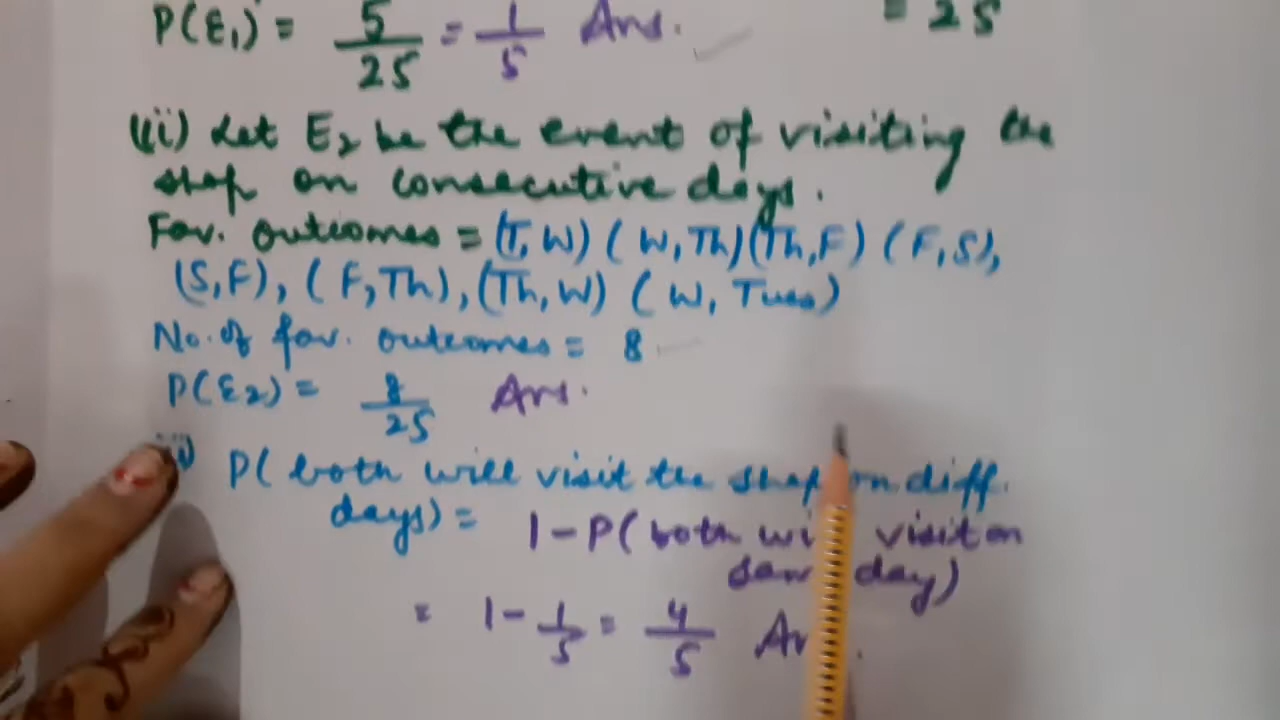 P(E₁) = 5/25 = 1/5 Ans. = 25
(ii) Let E₂ be the event of visiting the
shop on consecutive days.
Fav. outcomes = (T, W) (W, Th) (Th, F) (F, S),
(S, F), (F, Th), (Th, W) (W, Tues)
No. of fav. outcomes = 8
P(E₂) = 8/25 Ans.
P( both will visit the shop on diff.
days) = 1 - P( both will visit on
same day)
= 1 - 1/5 = 4/5 Ans.